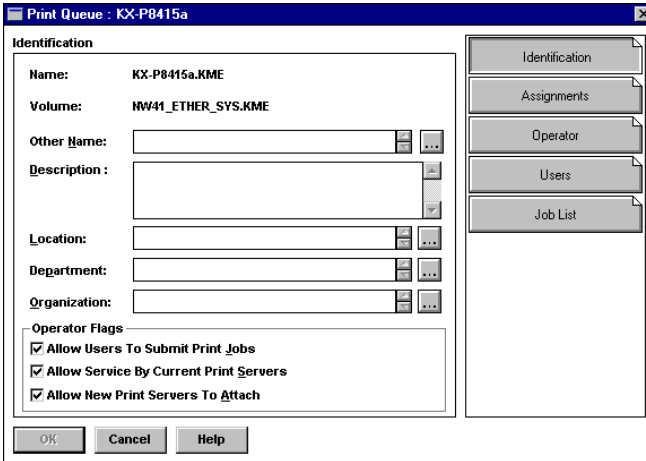 Print Queue : KX-P8415a
Identification
Name: KX-P8415a.KME
Volume: NW41_ETHER_SYS.KME
Other Name:
...
Description :
Location:
...
Department:
...
Organization:
...
Operator Flags
Allow Users To Submit Print Jobs
Allow Service By Current Print Servers
Allow New Print Servers To Attach
OK Cancel Help
Identification
Assignments
Operator
Users
Job List